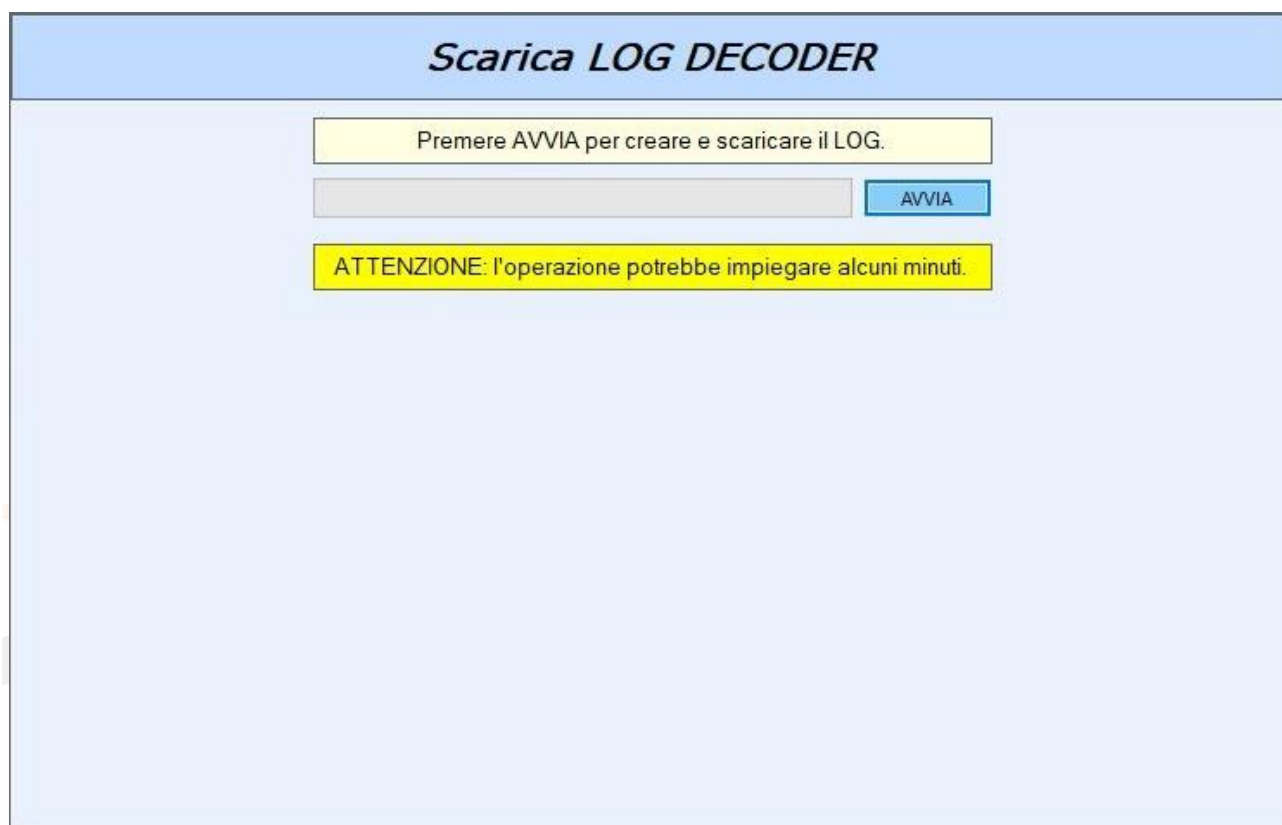 Scarica LOG DECODER
Premere AVVIA per creare e scaricare il LOG.
AVVIA
ATTENZIONE: l'operazione potrebbe impiegare alcuni minuti.